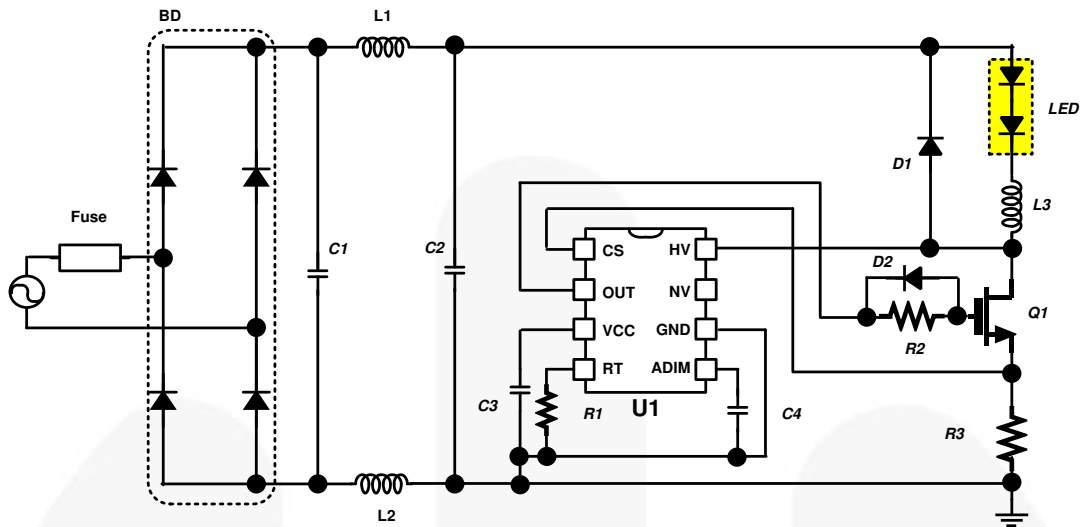 BD
L1
LED
D1
L3
Fuse
C1
C2
CS
HV
D2
OUT
NV
Q1
VCC
GND
R2
RT
ADIM
C3
R1
U1
C4
R3
L2